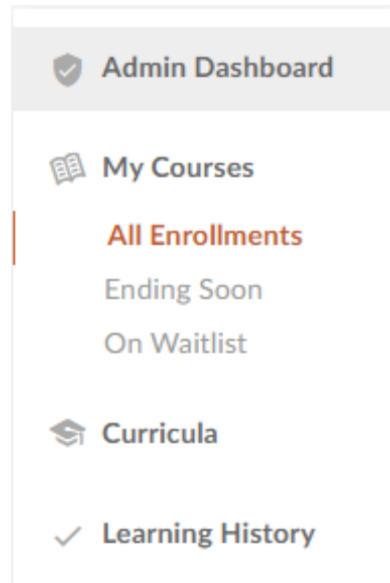 Admin Dashboard
My Courses
All Enrollments
Ending Soon
On Waitlist
Curricula
Learning History